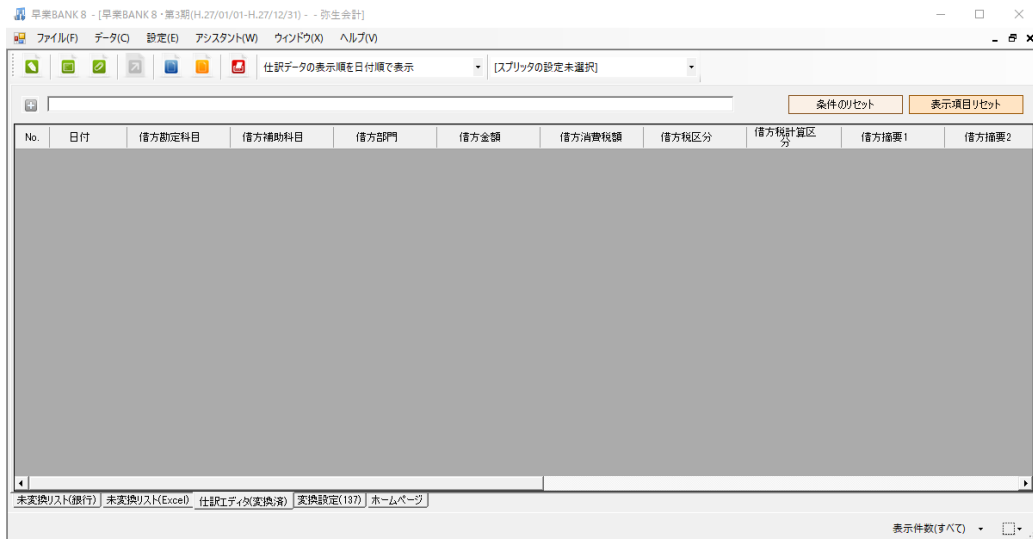 早業BANK 8 - [早業BANK 8・第3期(H.27/01/01-H.27/12/31) - - 弥生会計]
ファイル(F) データ(C) 設定(E) アシスタント(W) ウィンドウ(X) ヘルプ(V)
仕訳データの表示順を日付順で表示 [スプリッタの設定未選択]
条件のリセット 表示項目リセット
No. 日付 借方勘定科目 借方補助科目 借方部門 借方金額 借方消費税額 借方税区分 借方税計算区分 借方摘要1 借方摘要2
未変換リスト(銀行) 未変換リスト(Excel) 仕訳エディタ(変換済) 変換設定(137) ホームページ
表示件数(すべて)